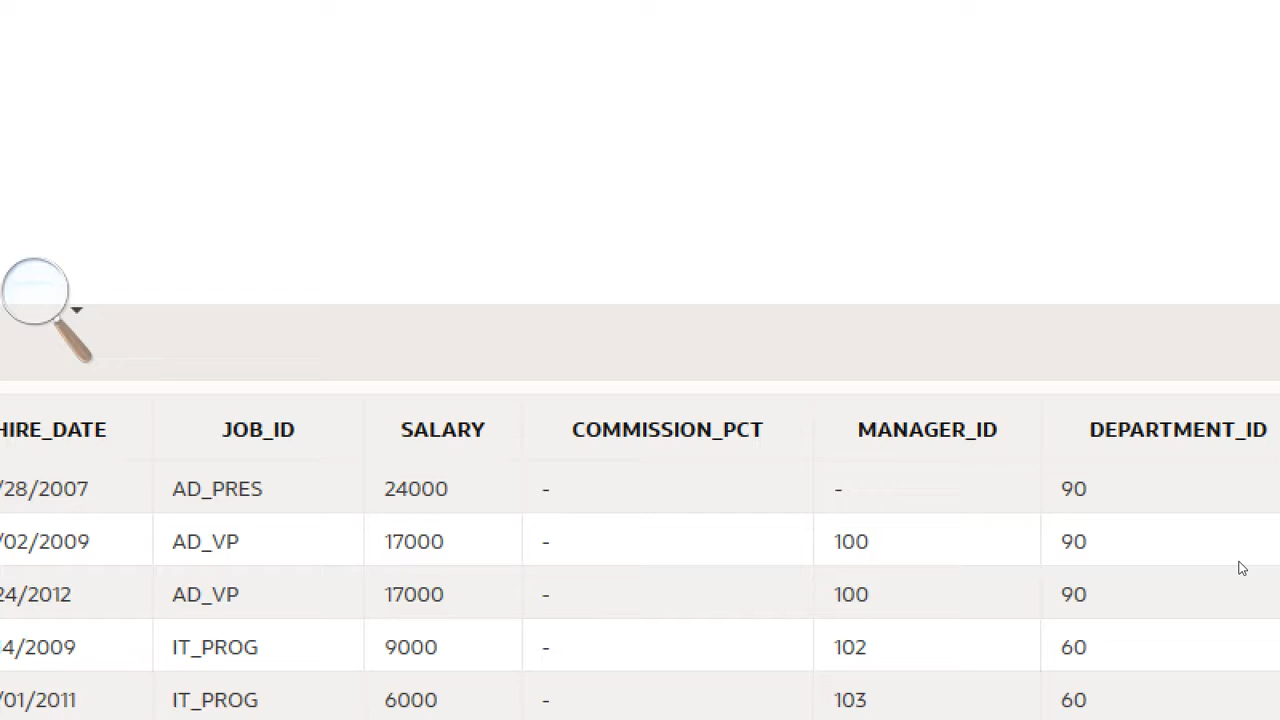 HIRE_DATE JOB_ID SALARY COMMISSION_PCT MANAGER_ID DEPARTMENT_ID
/28/2007 AD_PRES 24000 - - 90
/02/2009 AD_VP 17000 - 100 90
24/2012 AD_VP 17000 - 100 90
14/2009 IT_PROG 9000 - 102 60
/01/2011 IT_PROG 6000 - 103 60